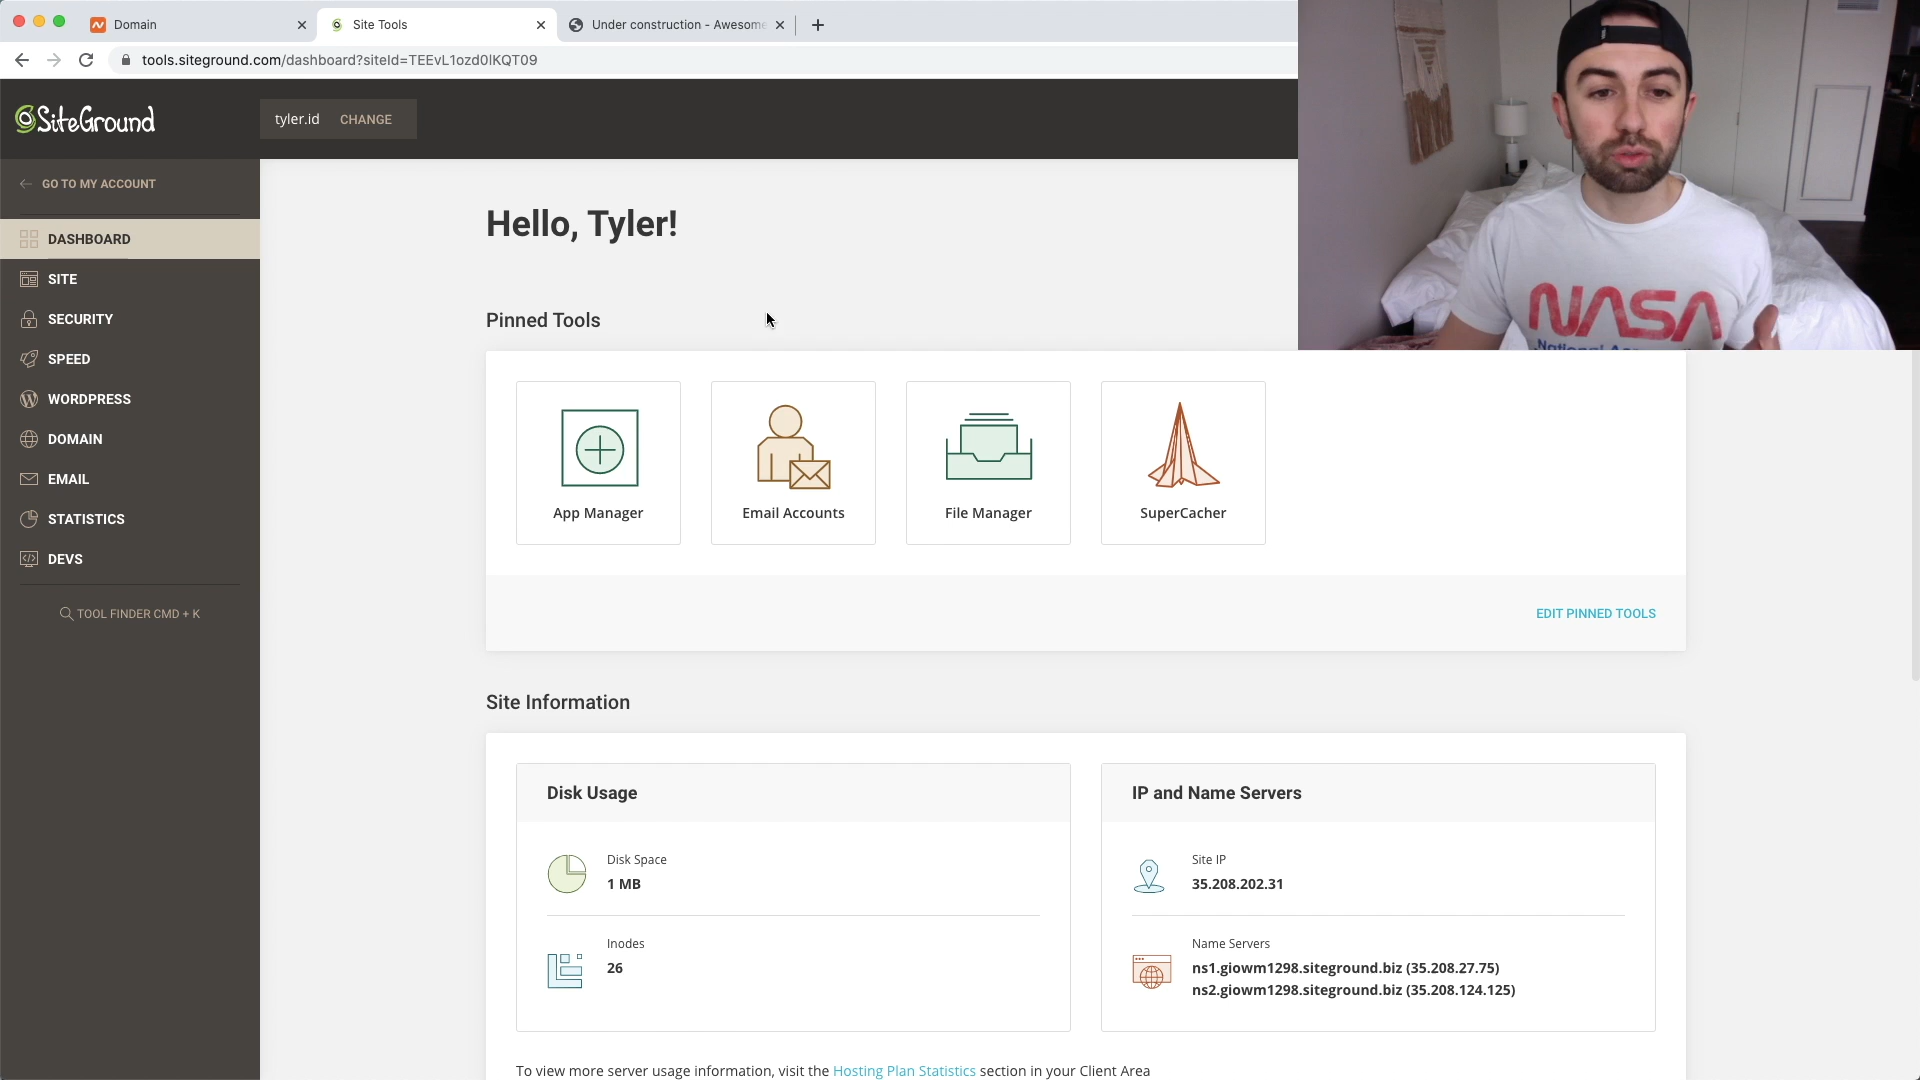 Domain
Site Tools
Under construction - Awesome
tools.siteground.com/dashboard?siteId=TEEvL1ozd0lKQT09
SiteGround
tyler.id CHANGE
GO TO MY ACCOUNT
DASHBOARD
SITE
SECURITY
SPEED
WORDPRESS
DOMAIN
EMAIL
STATISTICS
DEVS
TOOL FINDER CMD + K
Hello, Tyler!
Pinned Tools
App Manager
Email Accounts
File Manager
SuperCacher
EDIT PINNED TOOLS
Site Information
Disk Usage
Disk Space
1 MB
Inodes
26
IP and Name Servers
Site IP
35.208.202.31
Name Servers
ns1.giowm1298.siteground.biz (35.208.27.75)
ns2.giowm1298.siteground.biz (35.208.124.125)
To view more server usage information, visit the Hosting Plan Statistics section in your Client Area
NASA
National